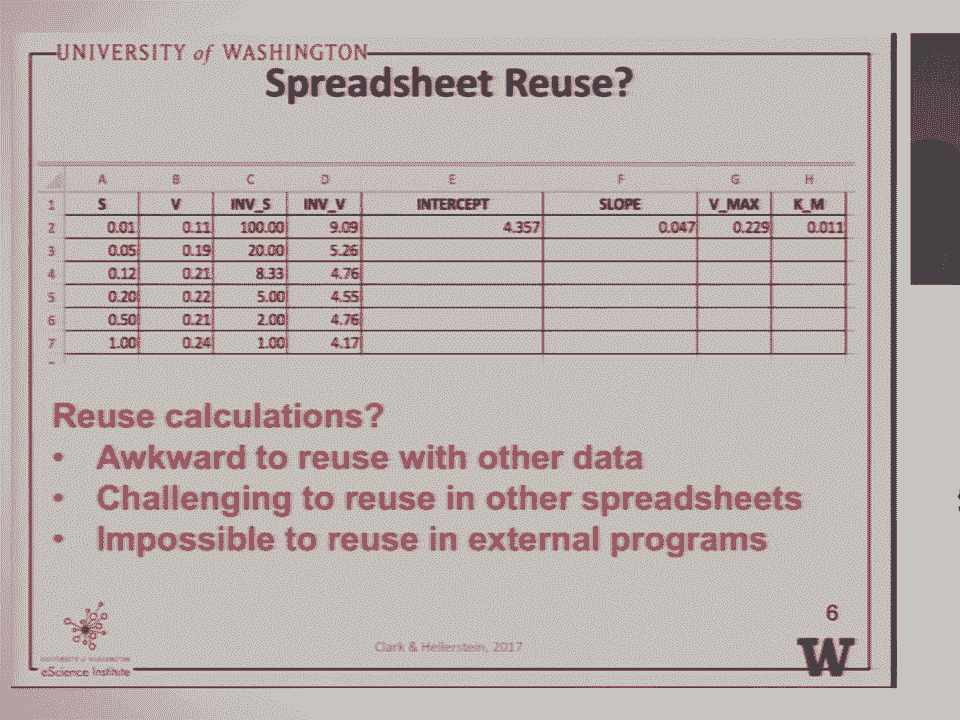 UNIVERSITY of WASHINGTON
Spreadsheet Reuse?
A B C D E F G H
1 S V INV_S INV_V INTERCEPT SLOPE V_MAX K_M
2 0.01 0.11 100.00 9.09 4.357 0.047 0.229 0.011
3 0.05 0.19 20.00 5.26
4 0.12 0.21 8.33 4.76
5 0.20 0.22 5.00 4.55
6 0.50 0.21 2.00 4.76
7 1.00 0.24 1.00 4.17
Reuse calculations?
• Awkward to reuse with other data
• Challenging to reuse in other spreadsheets
• Impossible to reuse in external programs
6
Clark & Hellerstein, 2017
W
UNIVERSITY of WASHINGTON
eScience Institute